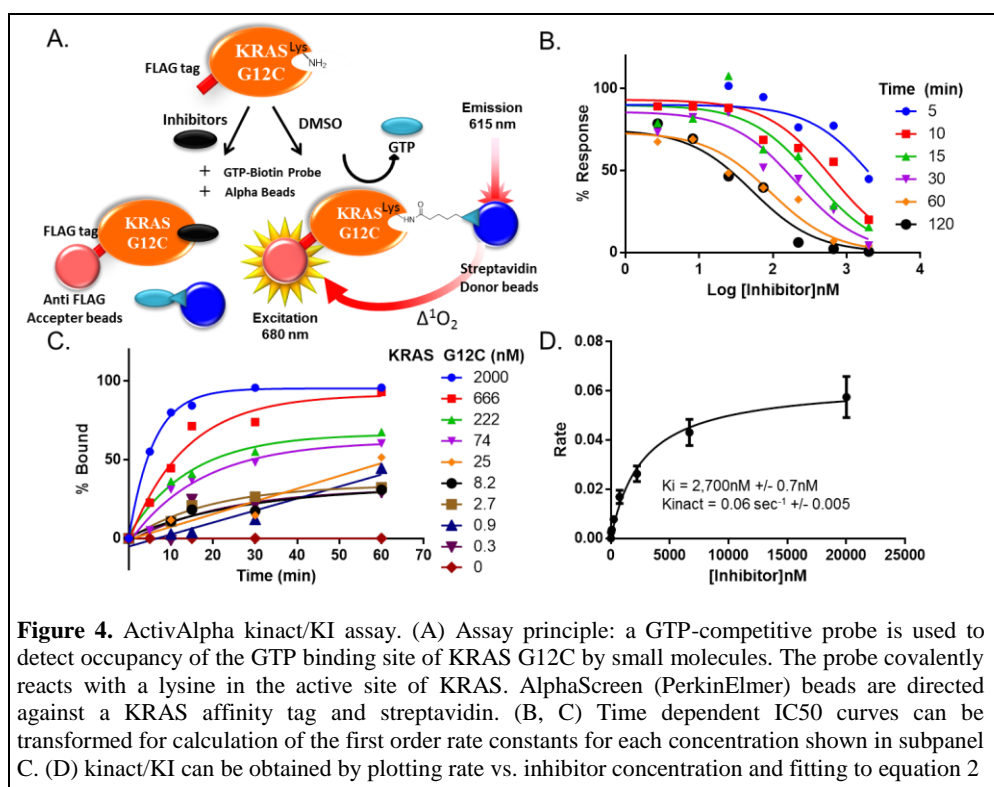 A.
KRAS
G12C
Lys
NH2
FLAG tag
Inhibitors
DMSO
+ GTP-Biotin Probe
+ Alpha Beads
GTP
Emission
615 nm
FLAG tag
KRAS
G12C
KRAS
G12C
Lys
HN
O
Anti FLAG
Accepter beads
Excitation
680 nm
Streptavidin
Donor beads
Δ¹O₂
B.
% Response
100
50
0
0 1 2 3 4
Log [Inhibitor]nM
Time (min)
5
10
15
30
60
120
C.
% Bound
100
50
0
0 10 20 30 40 50 60 70
Time (min)
KRAS G12C (nM)
2000
666
222
74
25
8.2
2.7
0.9
0.3
0
D.
Rate
0.08
0.06
0.04
0.02
0.00
0 5000 10000 15000 20000 25000
[Inhibitor]nM
Ki = 2,700nM +/- 0.7nM
Kinact = 0.06 sec⁻¹ +/- 0.005
Figure 4. ActivAlpha kinact/KI assay. (A) Assay principle: a GTP-competitive probe is used to
detect occupancy of the GTP binding site of KRAS G12C by small molecules. The probe covalently
reacts with a lysine in the active site of KRAS. AlphaScreen (PerkinElmer) beads are directed
against a KRAS affinity tag and streptavidin. (B, C) Time dependent IC50 curves can be
transformed for calculation of the first order rate constants for each concentration shown in subpanel
C. (D) kinact/KI can be obtained by plotting rate vs. inhibitor concentration and fitting to equation 2